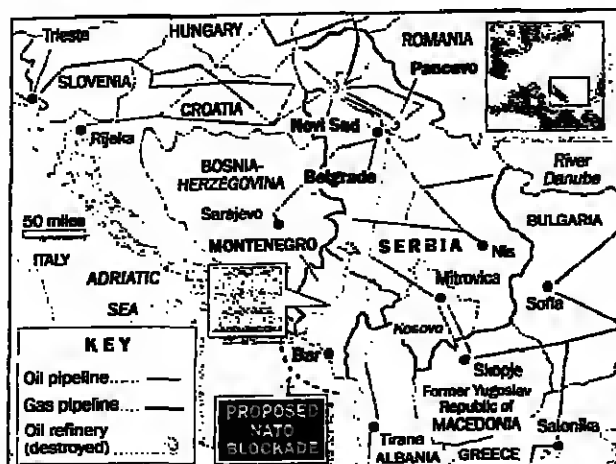 Trieste
HUNGARY
ROMANIA
Pancevo
SLOVENIA
CROATIA
Rijeka
Novi Sad
BOSNIA-
HERZEGOVINA
Belgrade
River
Danube
Sarajevo
50 miles
MONTENEGRO
SERBIA
Nis
BULGARIA
ITALY
ADRIATIC
SEA
Mitrovica
Sofia
Kosovo
KEY
Oil pipeline
Gas pipeline
Oil refinery
(destroyed)
Bar
PROPOSED
NATO
BLOCKADE
Skopje
Former Yugoslav
Republic of
MACEDONIA
Tirana
ALBANIA
GREECE
Salonika